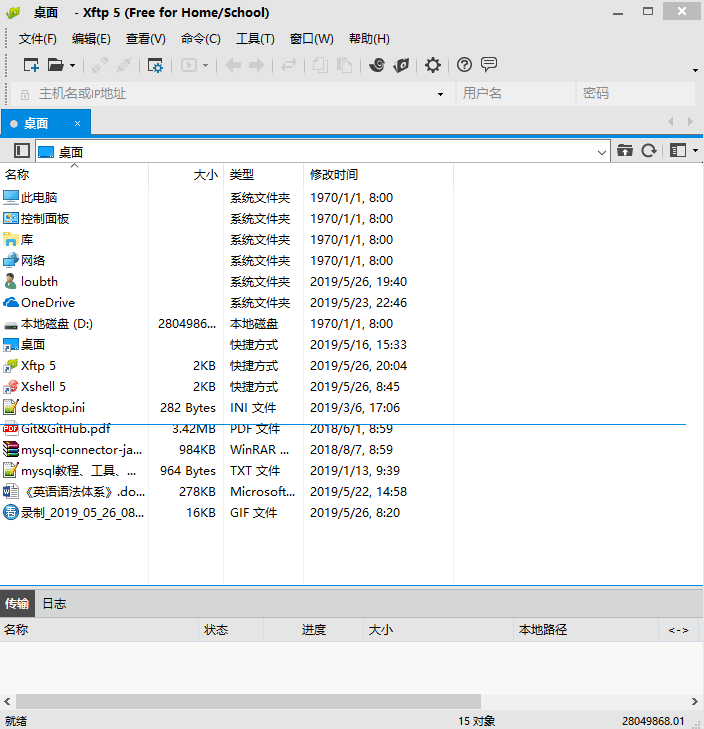 桌面 - Xftp 5 (Free for Home/School)
文件(F) 编辑(E) 查看(V) 命令(C) 工具(T) 窗口(W) 帮助(H)
主机名或IP地址 用户名 密码
桌面 ×
桌面
名称 大小 类型 修改时间
此电脑 系统文件夹 1970/1/1, 8:00
控制面板 系统文件夹 1970/1/1, 8:00
库 系统文件夹 1970/1/1, 8:00
网络 系统文件夹 1970/1/1, 8:00
loubth 系统文件夹 2019/5/26, 19:40
OneDrive 系统文件夹 2019/5/23, 22:46
本地磁盘 (D:) 2804986... 本地磁盘 1970/1/1, 8:00
桌面 快捷方式 2019/5/16, 15:33
Xftp 5 2KB 快捷方式 2019/5/26, 20:04
Xshell 5 2KB 快捷方式 2019/5/26, 8:45
desktop.ini 282 Bytes INI 文件 2019/3/6, 17:06
Git&GitHub.pdf 3.42MB PDF 文件 2018/6/1, 8:59
mysql-connector-ja... 984KB WinRAR ... 2018/8/7, 8:59
mysql教程、工具、... 964 Bytes TXT 文件 2019/1/13, 9:39
《英语语法体系》.do... 278KB Microsoft... 2019/5/22, 14:58
录制_2019_05_26_08... 16KB GIF 文件 2019/5/26, 8:20
传输 日志
名称 状态 进度 大小 本地路径 <->
就绪 15 对象 28049868.01